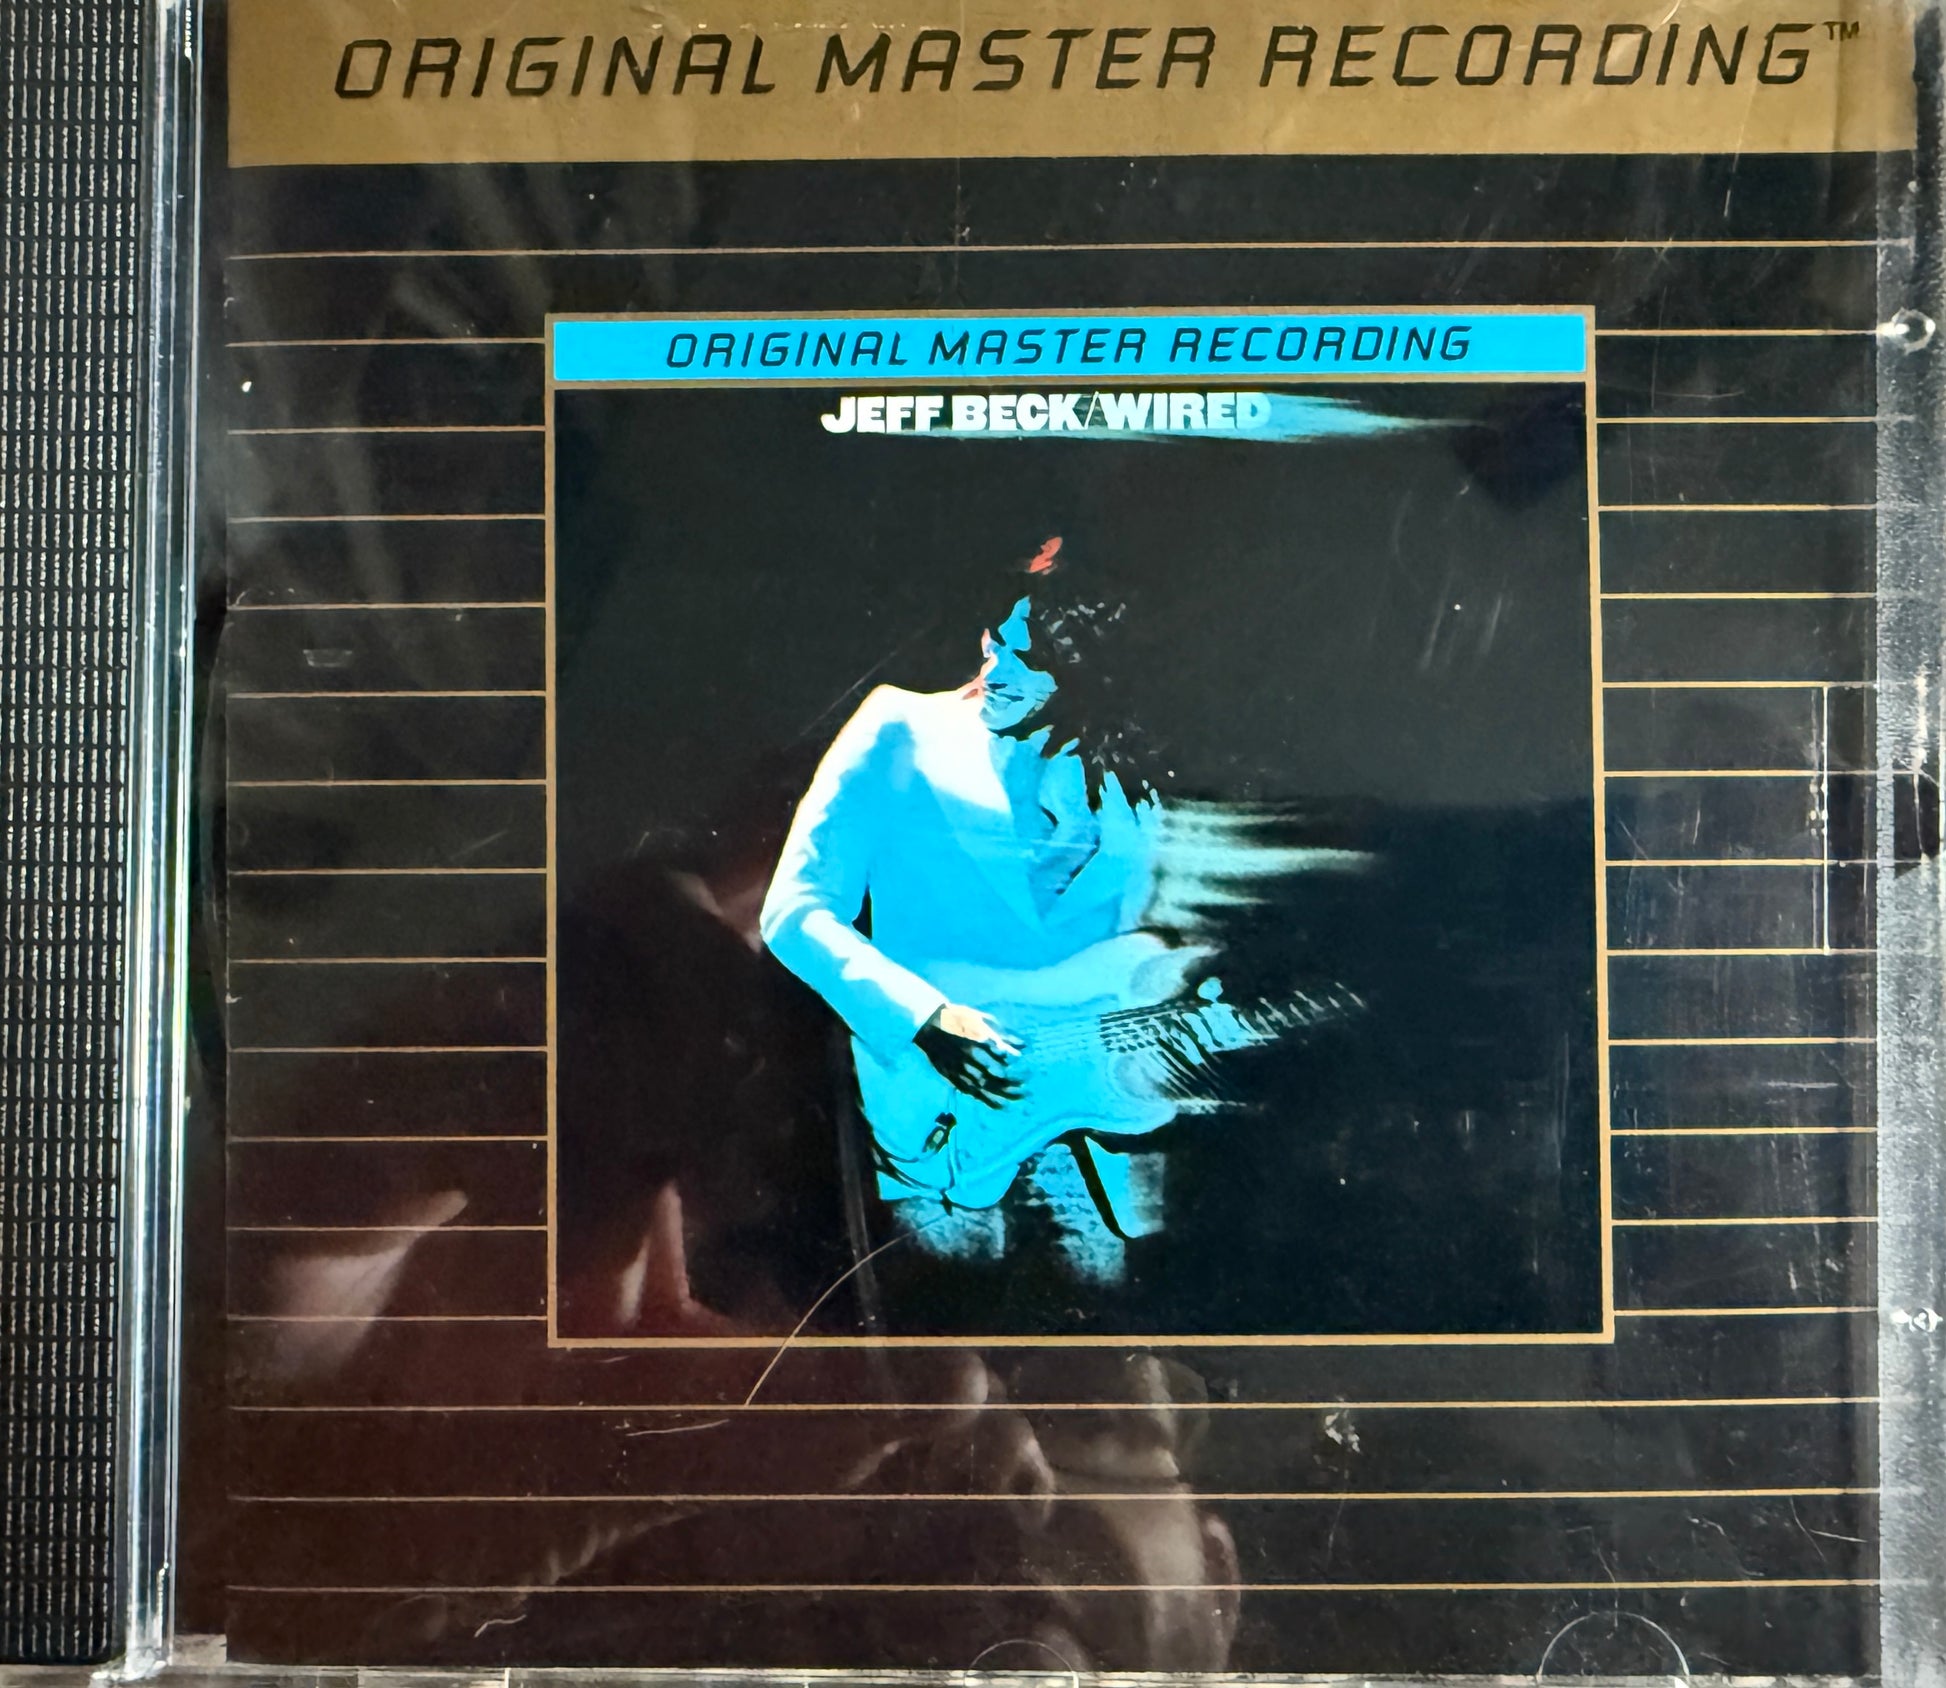 ORIGINAL MASTER RECORDING™
ORIGINAL MASTER RECORDING
JEFF BECK/WIRED